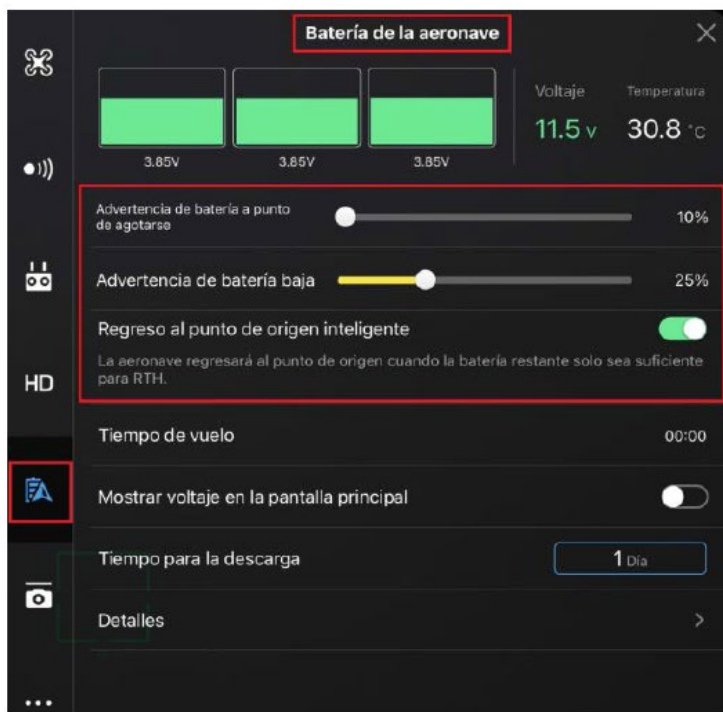 Batería de la aeronave
Voltaje
Temperatura
11.5 v
30.8 °c
3.85V
3.85V
3.85V
Advertencia de batería a punto
de agotarse
10%
Advertencia de batería baja
25%
Regreso al punto de origen inteligente
La aeronave regresará al punto de origen cuando la batería restante solo sea suficiente
para RTH.
HD
Tiempo de vuelo
00:00
Mostrar voltaje en la pantalla principal
Tiempo para la descarga
1 Día
Detalles